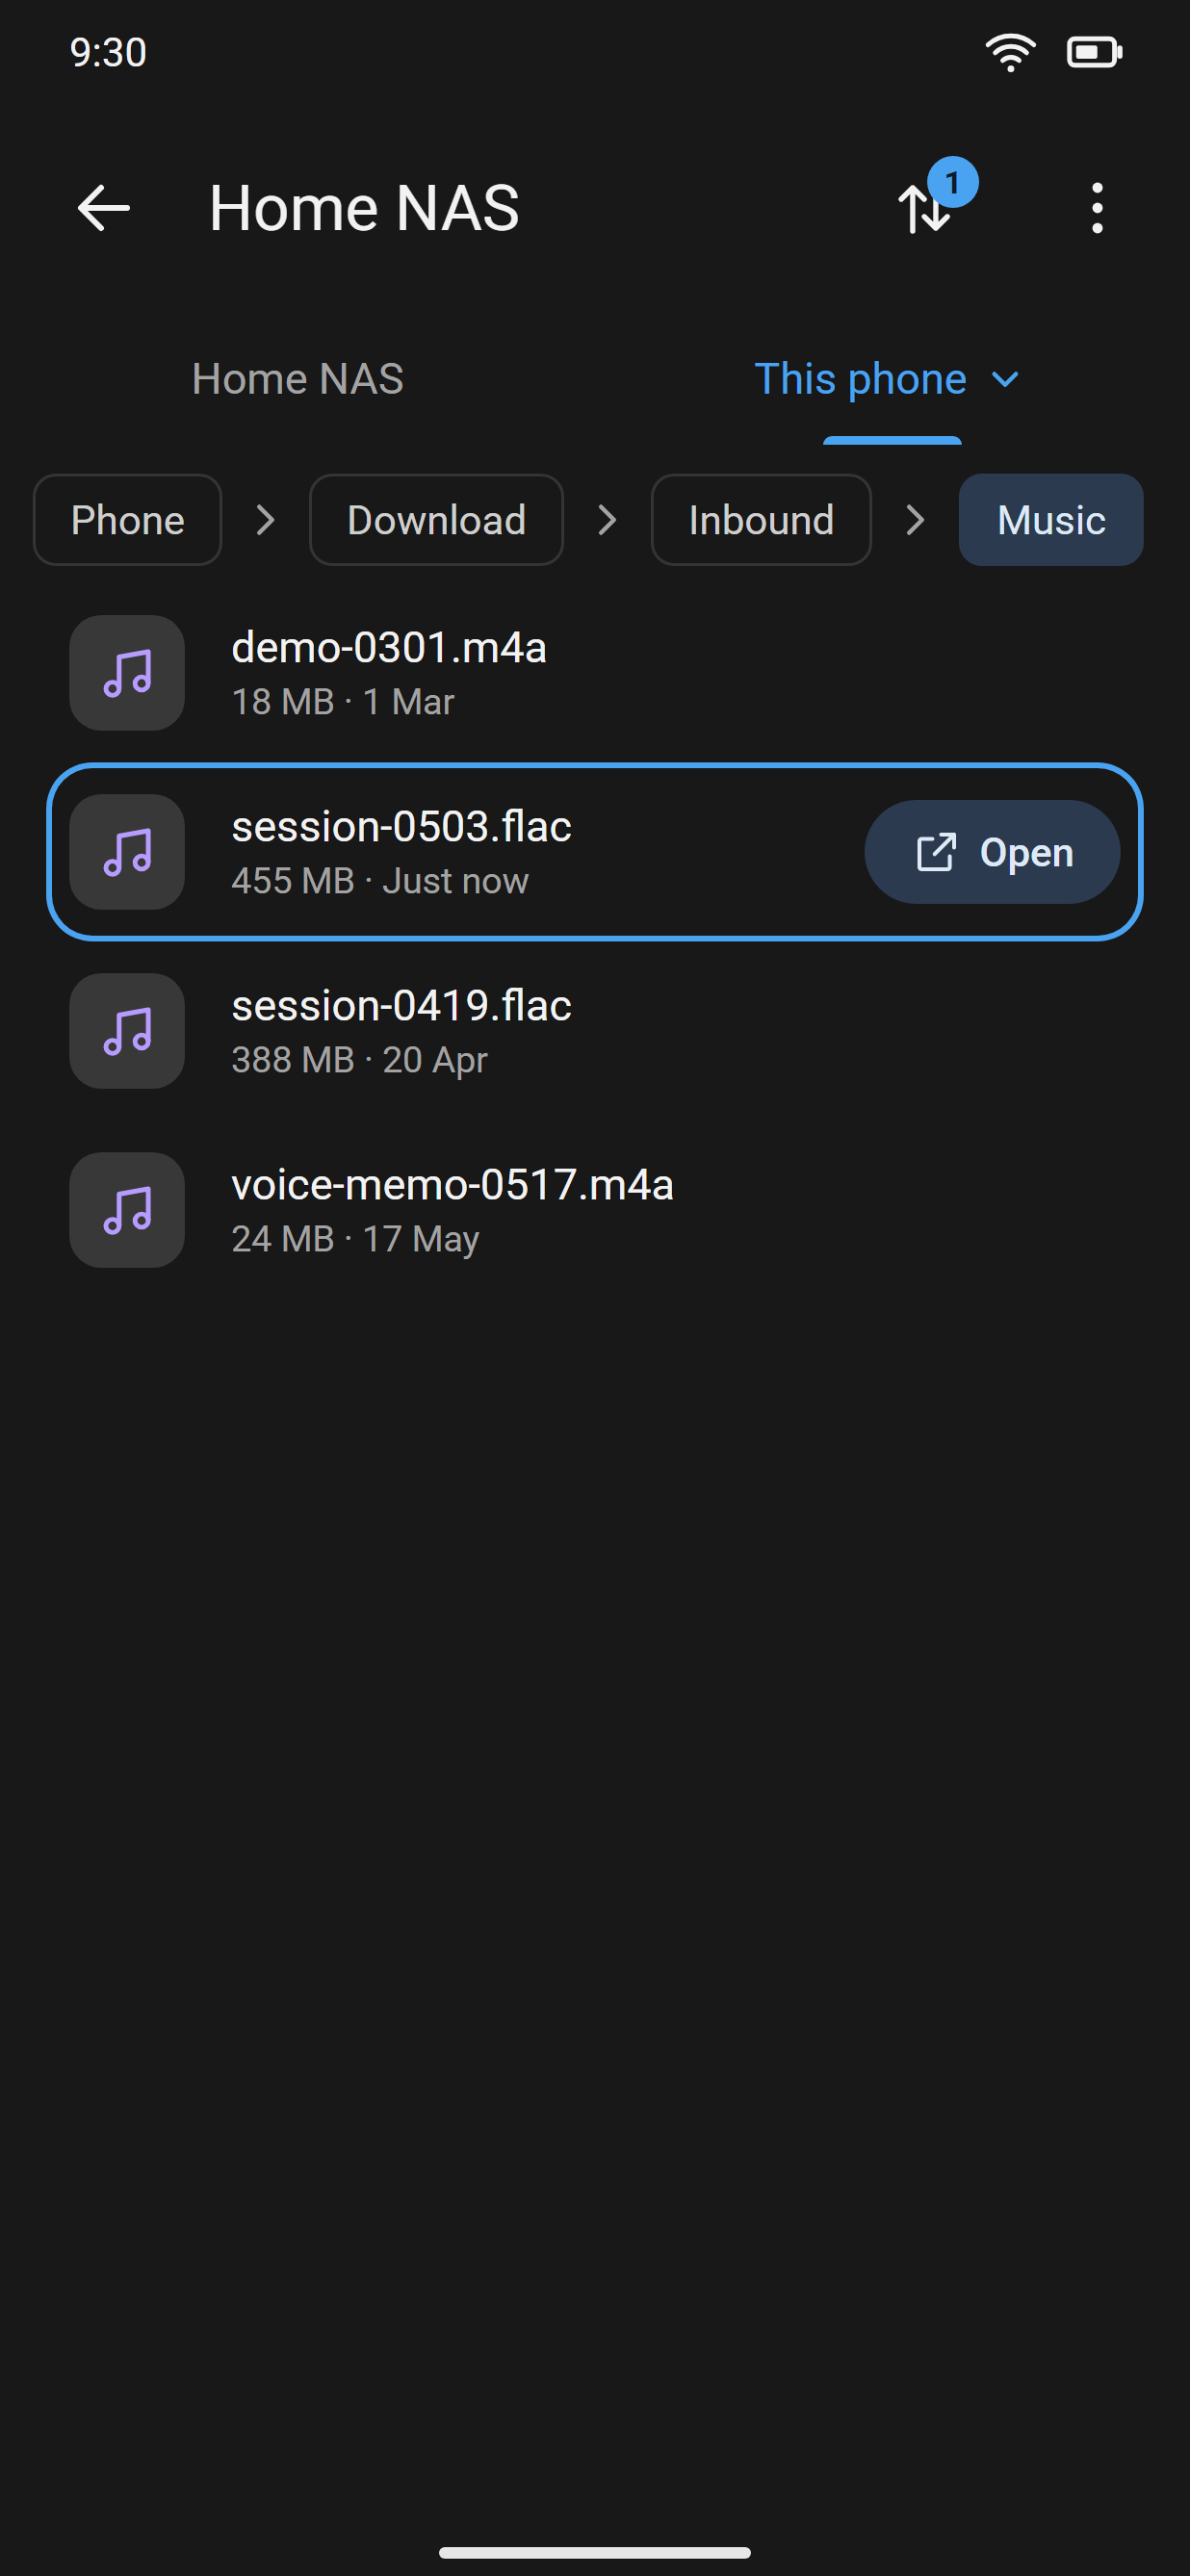 9:30
Home NAS
1
Home NAS
This phone
Phone
Download
Inbound
Music
demo-0301.m4a
18 MB · 1 Mar
session-0503.flac
455 MB · Just now
Open
session-0419.flac
388 MB · 20 Apr
voice-memo-0517.m4a
24 MB · 17 May